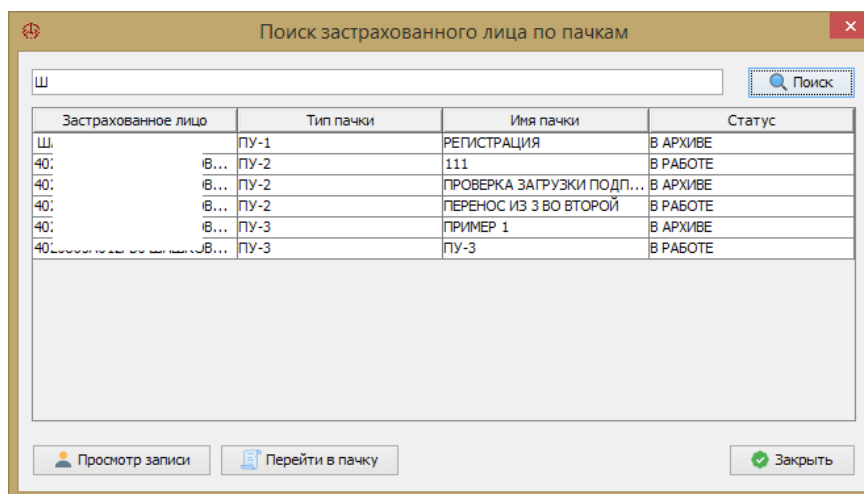 Поиск застрахованного лица по пачкам
Ш
Поиск
Застрахованное лицо Тип пачки Имя пачки Статус
ПУ-1 РЕГИСТРАЦИЯ В АРХИВЕ
ПУ-2 111 В РАБОТЕ
ПУ-2 ПРОВЕРКА ЗАГРУЗКИ ПОДП... В АРХИВЕ
ПУ-2 ПЕРЕНОС ИЗ 3 ВО ВТОРОЙ В РАБОТЕ
ПУ-3 ПРИМЕР 1 В АРХИВЕ
ПУ-3 ПУ-3 В РАБОТЕ
Просмотр записи Перейти в пачку Закрыть